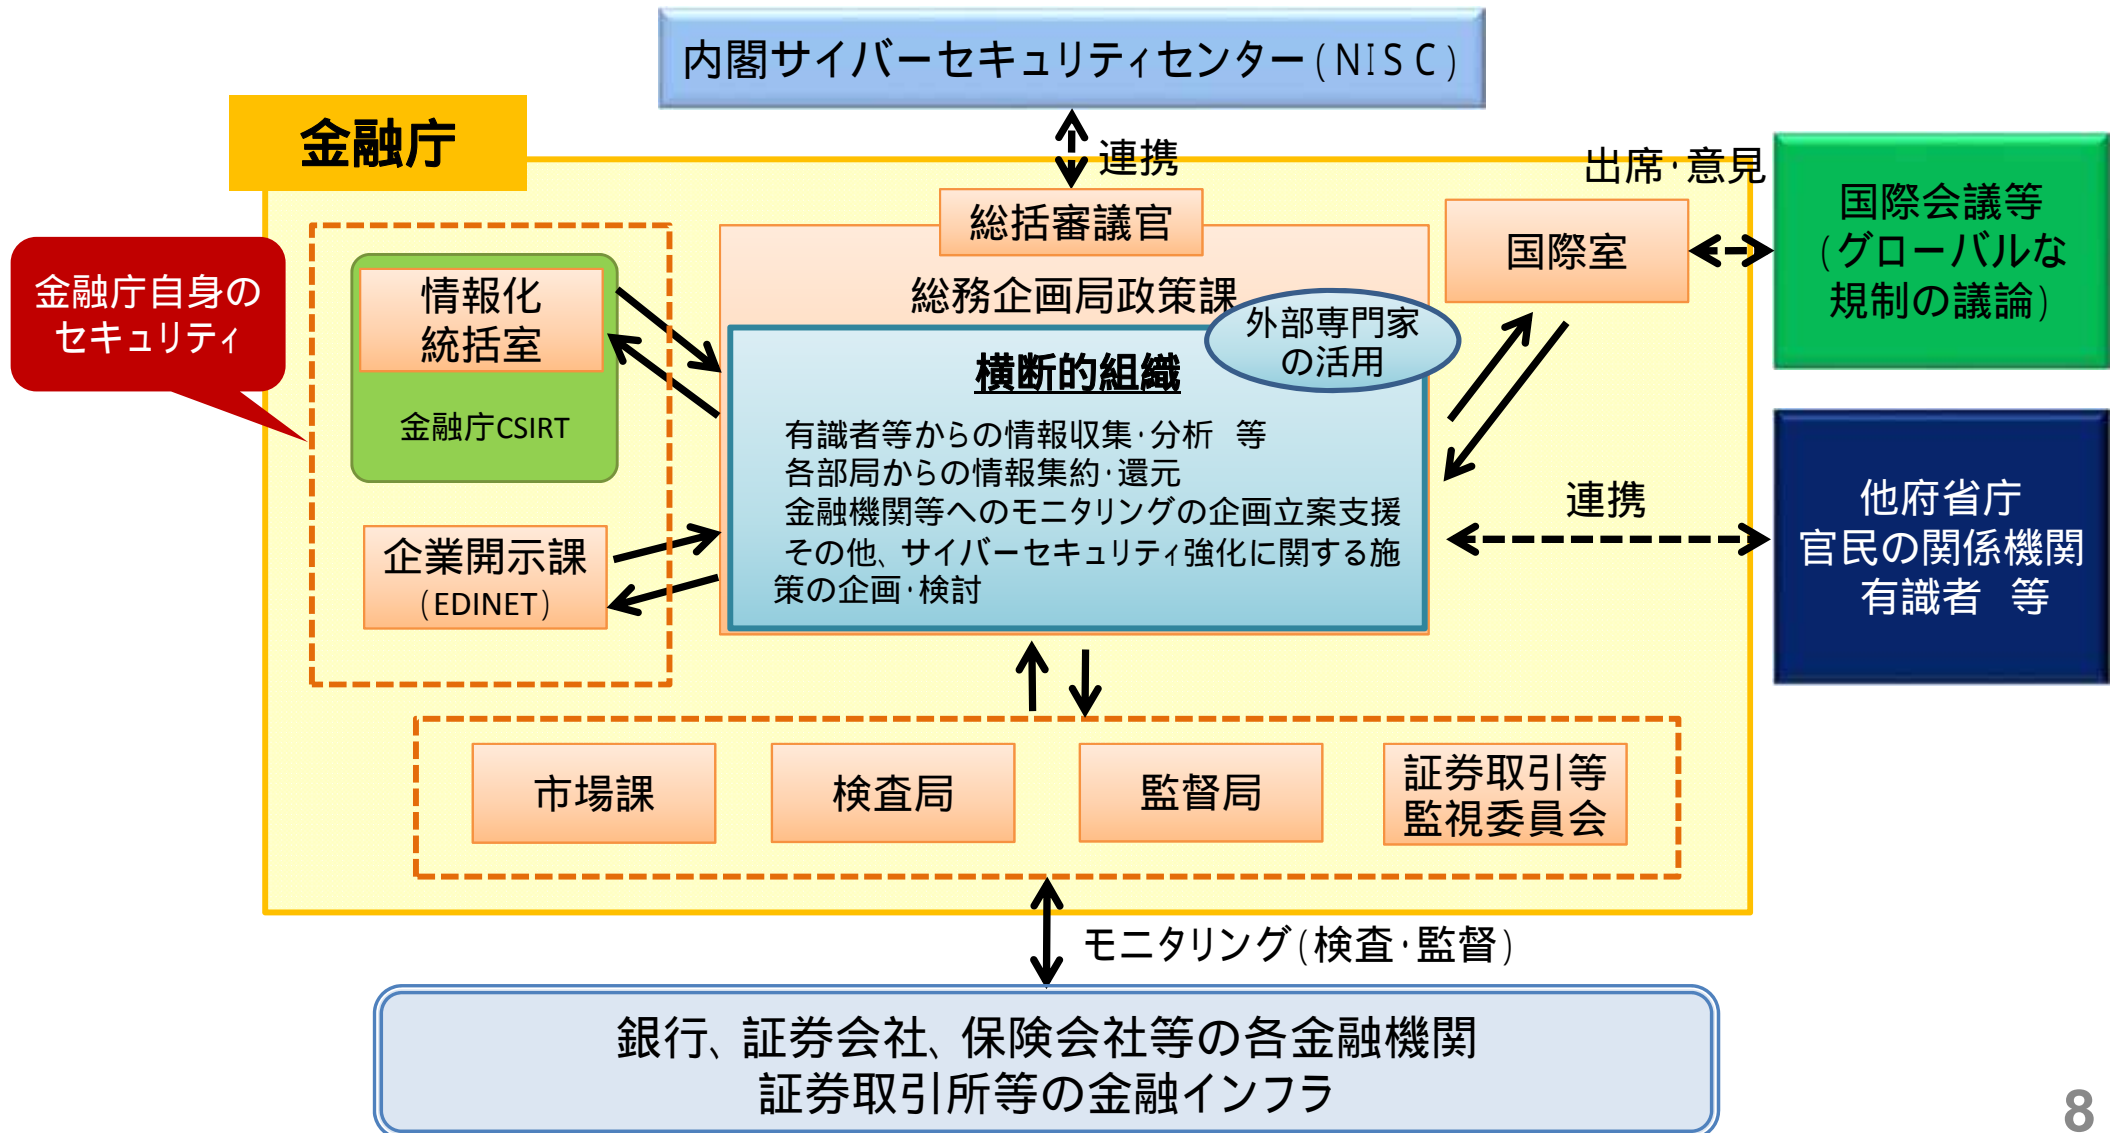 内閣サイバーセキュリティセンター(NISC)
金融庁
連携
出席・意見
総括審議官
国際室
国際会議等
(グローバルな
規制の議論)
金融庁自身の
セキュリティ
情報化
統括室
金融庁CSIRT
総務企画局政策課
外部専門家
の活用
横断的組織
有識者等からの情報収集・分析 等
各部局からの情報集約・還元
金融機関等へのモニタリングの企画立案支援
その他、サイバーセキュリティ強化に関する施
策の企画・検討
企業開示課
(EDINET)
連携
他府省庁
官民の関係機関
有識者 等
市場課
検査局
監督局
証券取引等
監視委員会
モニタリング(検査・監督)
銀行、証券会社、保険会社等の各金融機関
証券取引所等の金融インフラ
8